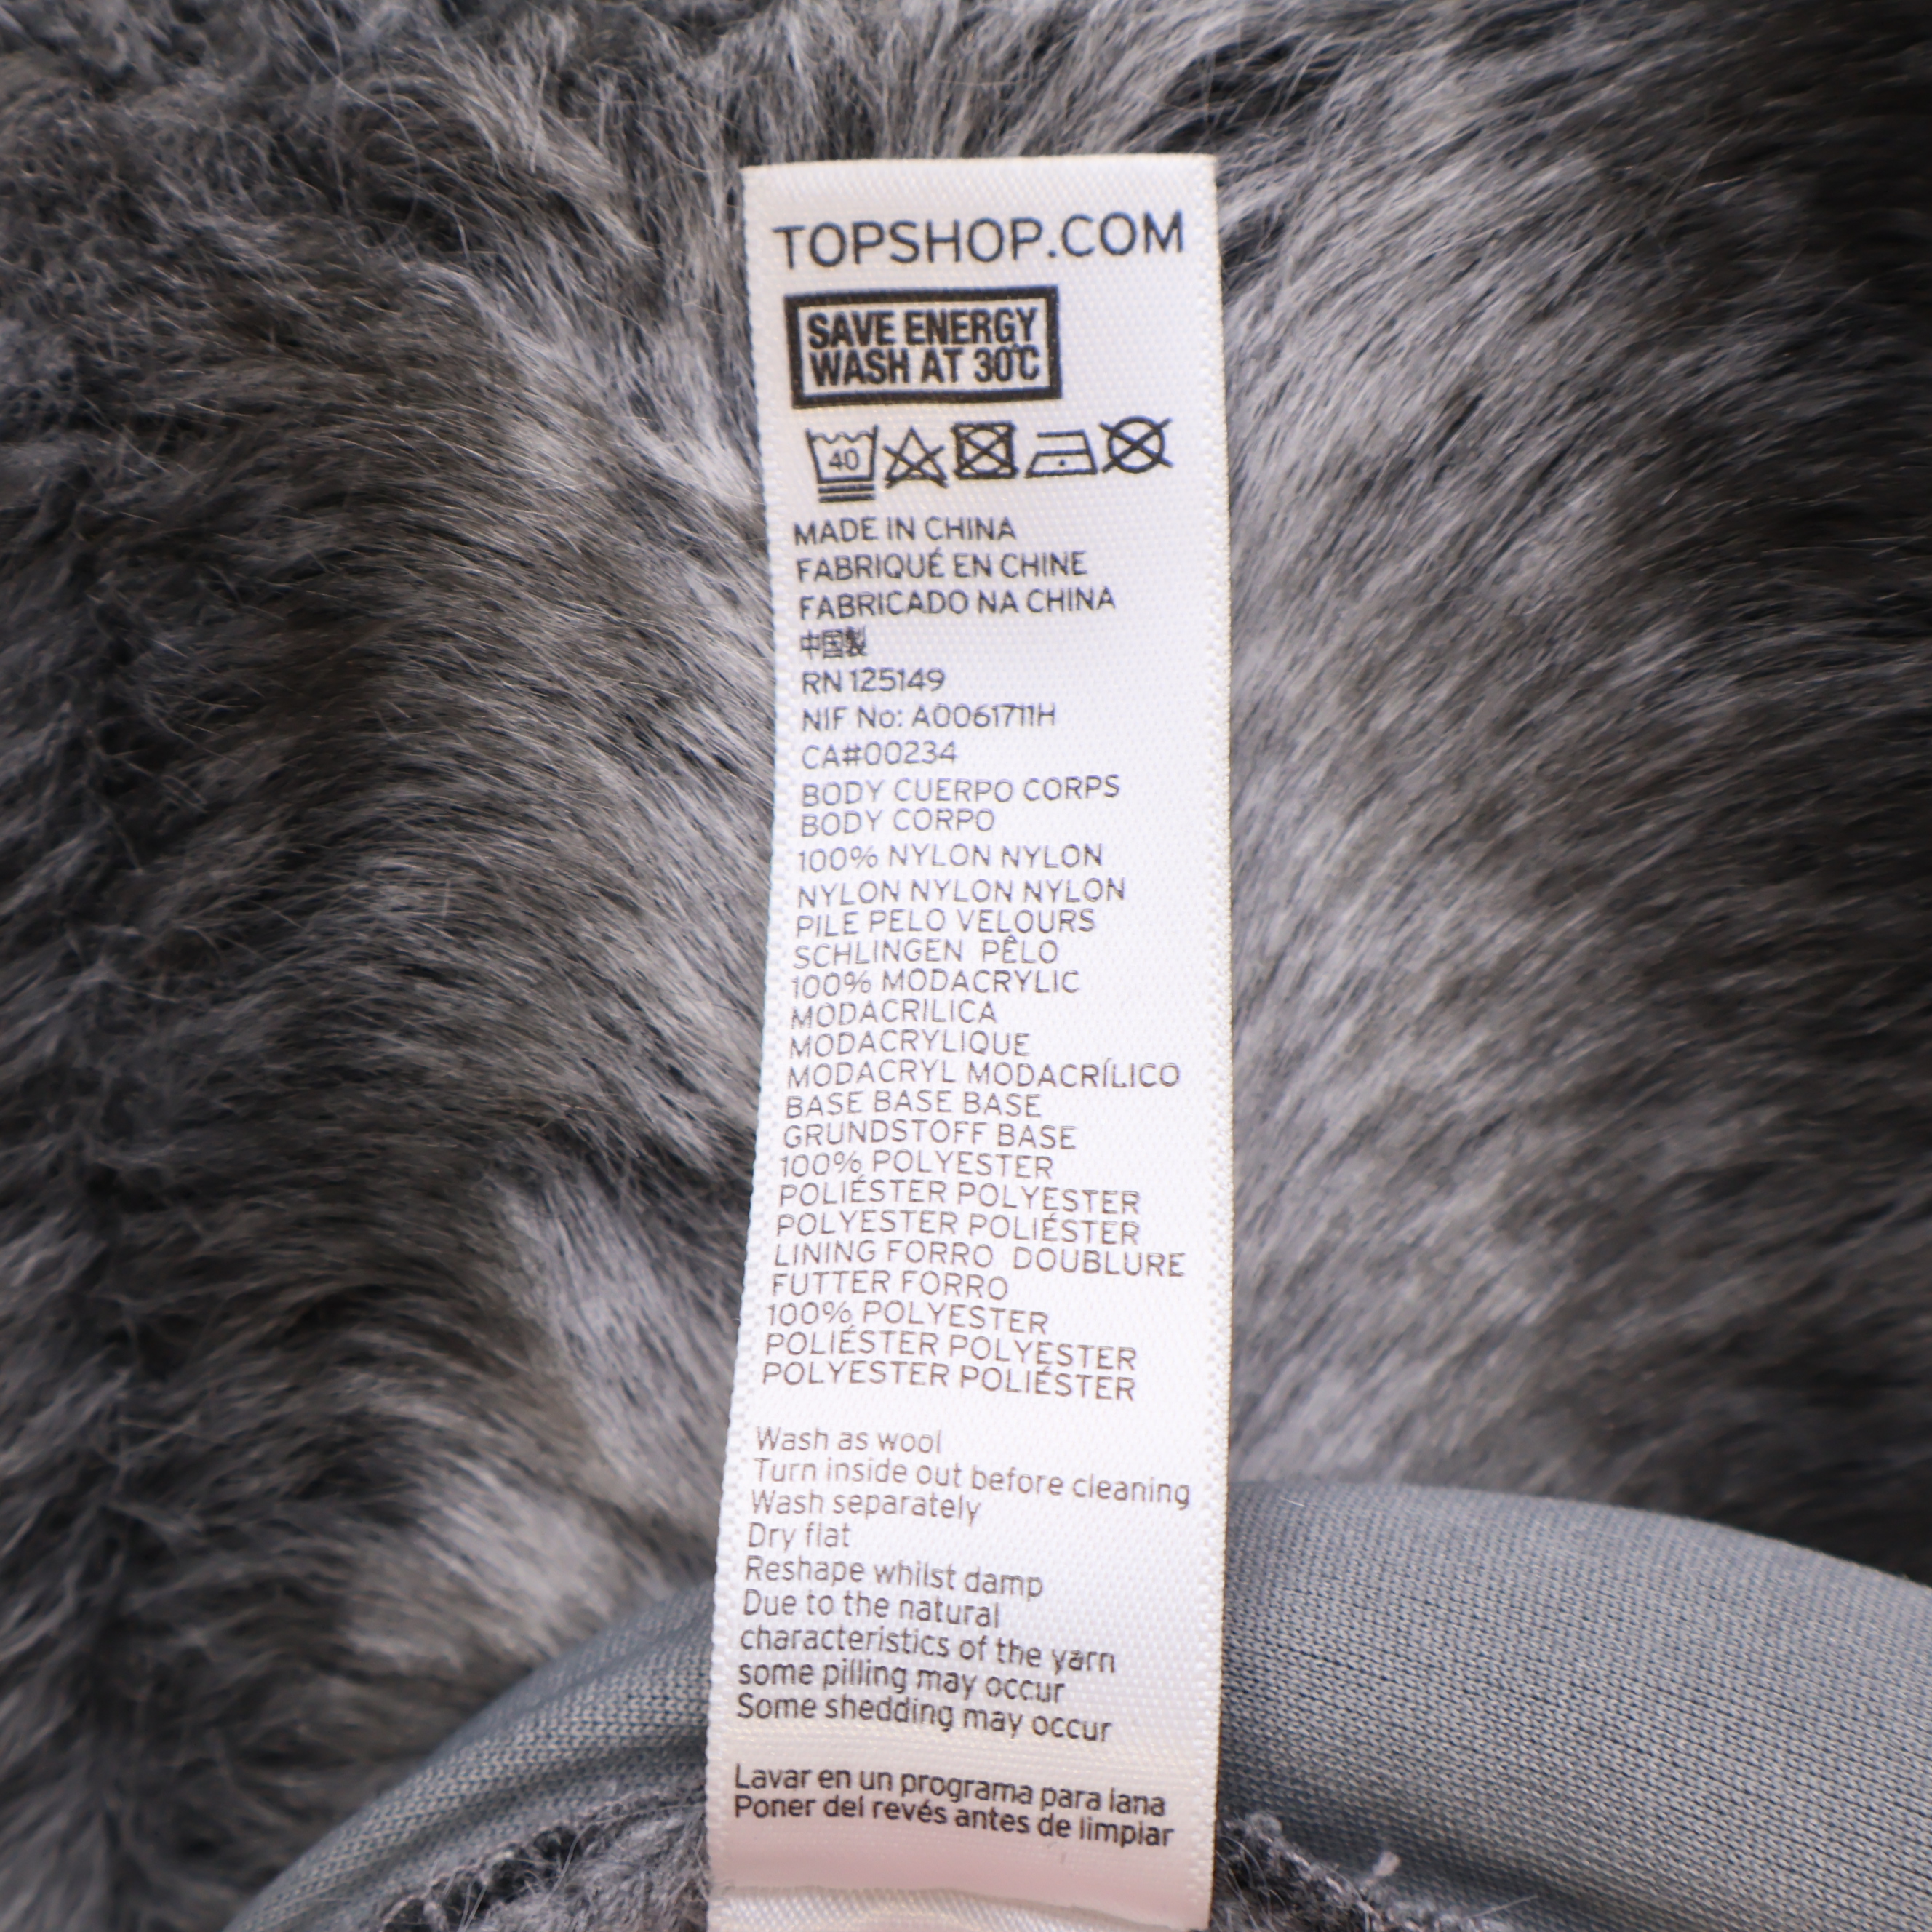 TOPSHOP.COM
SAVE ENERGY
WASH AT 30°C
40
MADE IN CHINA
FABRIQUÉ EN CHINE
FABRICADO NA CHINA
中国製
RN 125149
NIF No: A0061711H
CA#00234
BODY CUERPO CORPS
BODY CORPO
100% NYLON NYLON
NYLON NYLON NYLON
PILE PELO VELOURS
SCHLINGEN PÊLO
100% MODACRYLIC
MODACRILICA
MODACRYLIQUE
MODACRYL MODACRÍLICO
BASE BASE BASE
GRUNDSTOFF BASE
100% POLYESTER
POLIÉSTER POLYESTER
POLYESTER POLIÉSTER
LINING FORRO DOUBLURE
FUTTER FORRO
100% POLYESTER
POLIÉSTER POLYESTER
POLYESTER POLIÉSTER
Wash as wool
Turn inside out before cleaning
Wash separately
Dry flat
Reshape whilst damp
Due to the natural
characteristics of the yarn
some pilling may occur
Some shedding may occur
Lavar en un programa para lana
Poner del revés antes de limpiar